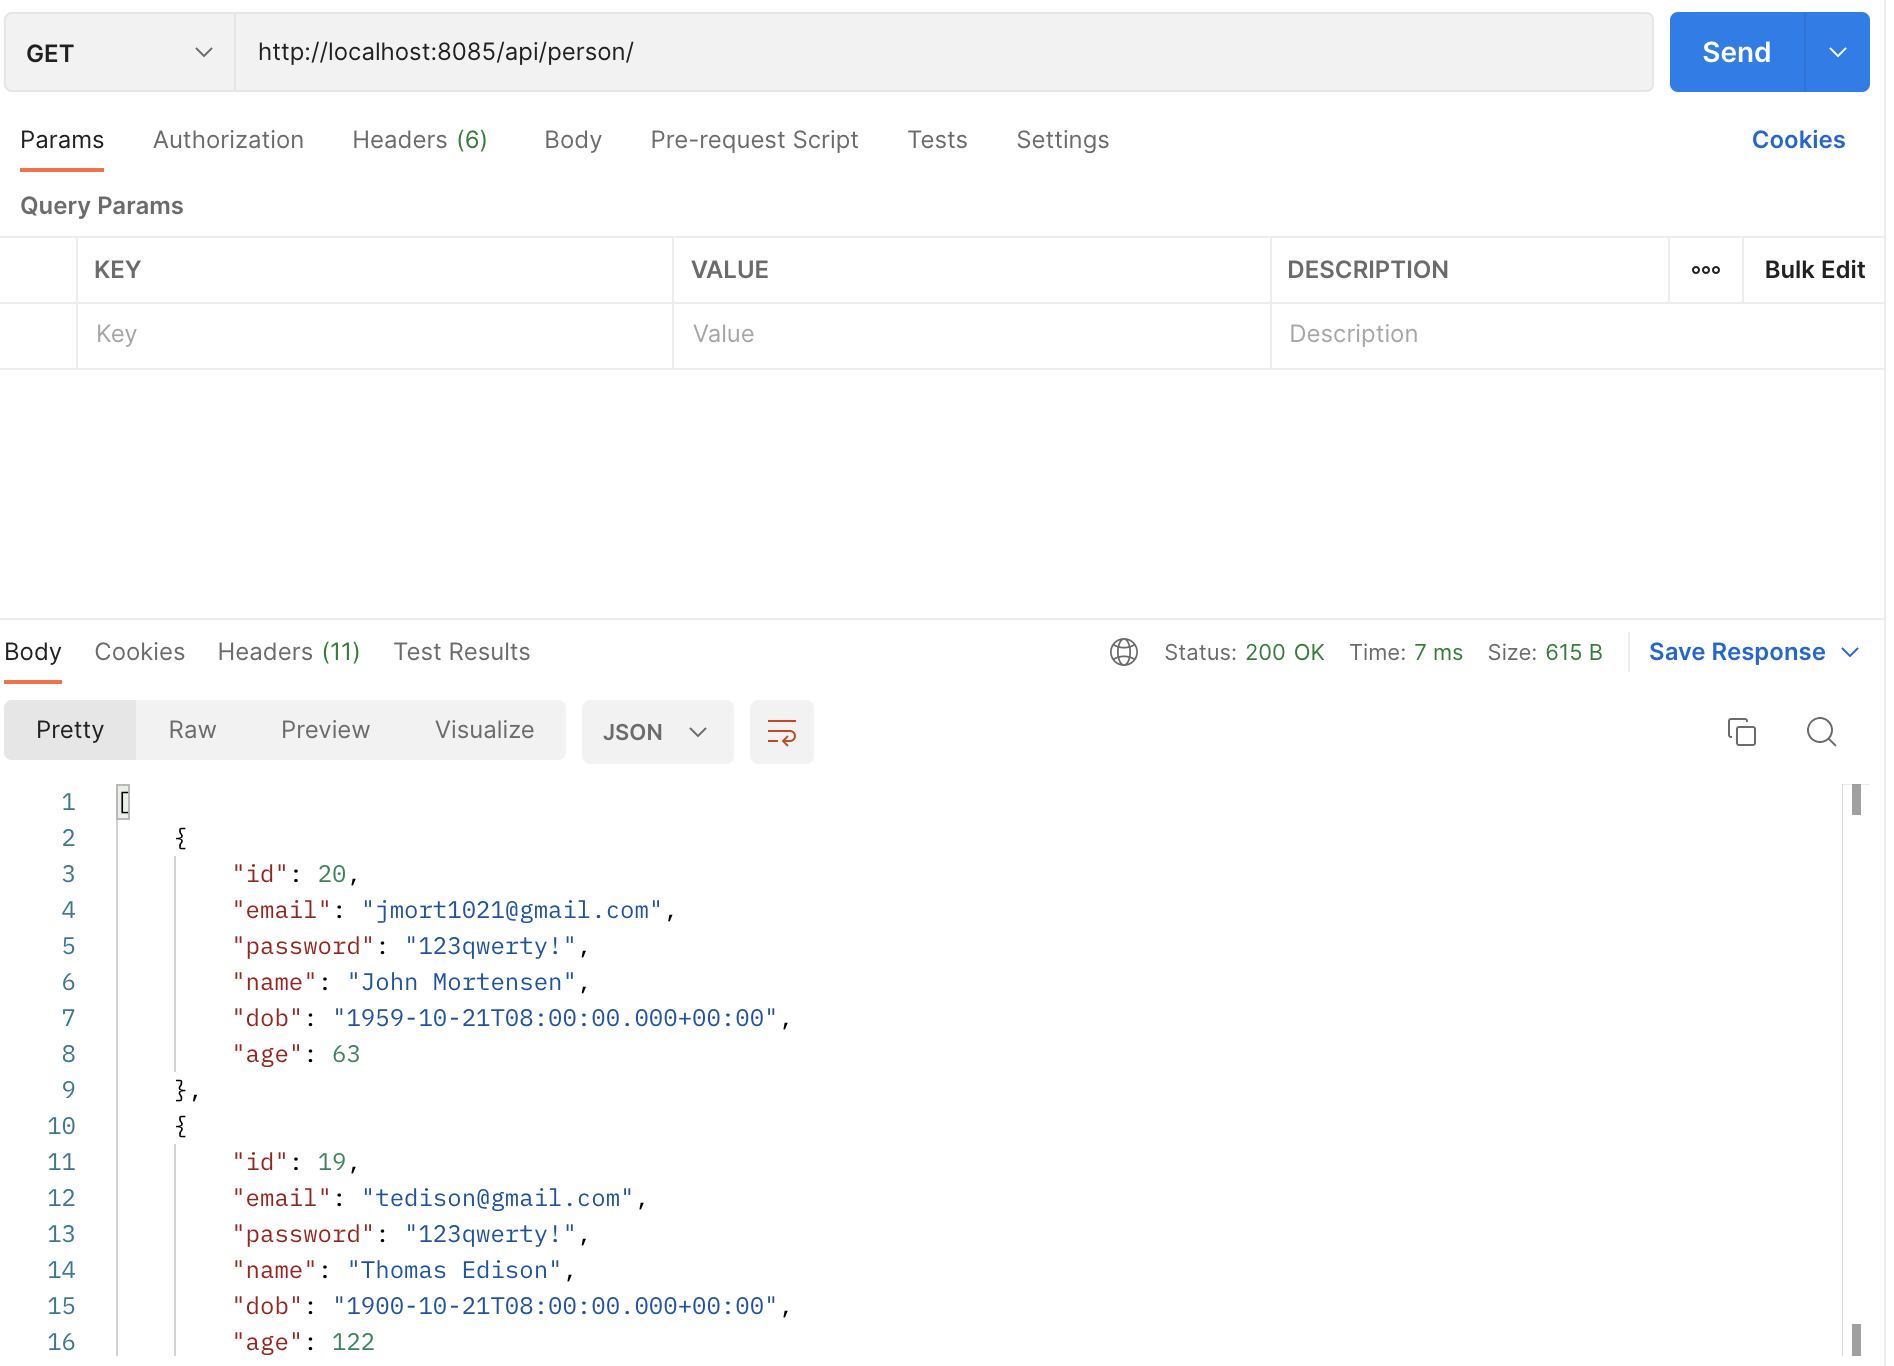 GET http://localhost:8085/api/person/ Send
Params Authorization Headers (6) Body Pre-request Script Tests Settings Cookies
Query Params
KEY VALUE DESCRIPTION ooo Bulk Edit
Key Value Description
Body Cookies Headers (11) Test Results Status: 200 OK Time: 7 ms Size: 615 B Save Response
Pretty Raw Preview Visualize JSON
1 [
2 {
3 "id": 20,
4 "email": "jmort1021@gmail.com",
5 "password": "123qwerty!",
6 "name": "John Mortensen",
7 "dob": "1959-10-21T08:00:00.000+00:00",
8 "age": 63
9 },
10 {
11 "id": 19,
12 "email": "tedison@gmail.com",
13 "password": "123qwerty!",
14 "name": "Thomas Edison",
15 "dob": "1900-10-21T08:00:00.000+00:00",
16 "age": 122